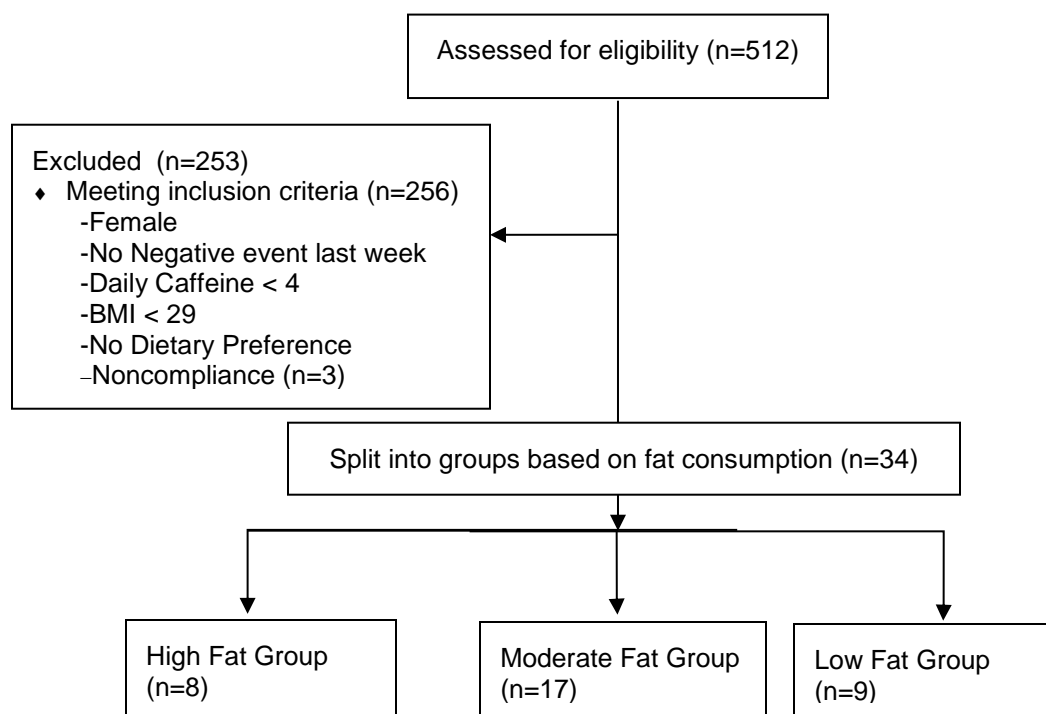 Assessed for eligibility (n=512)
Excluded (n=253)
♦ Meeting inclusion criteria (n=256)
-Female
-No Negative event last week
-Daily Caffeine < 4
-BMI < 29
-No Dietary Preference
–Noncompliance (n=3)
Split into groups based on fat consumption (n=34)
High Fat Group
(n=8)
Moderate Fat Group
(n=17)
Low Fat Group
(n=9)